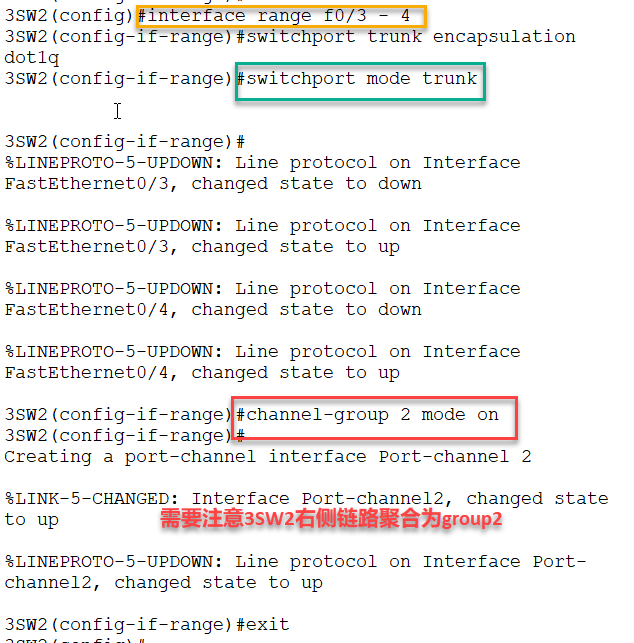 3SW2(config)#interface range f0/3 - 4
3SW2(config-if-range)#switchport trunk encapsulation
dot1q
3SW2(config-if-range)#switchport mode trunk
3SW2(config-if-range)#
%LINEPROTO-5-UPDOWN: Line protocol on Interface
FastEthernet0/3, changed state to down
%LINEPROTO-5-UPDOWN: Line protocol on Interface
FastEthernet0/3, changed state to up
%LINEPROTO-5-UPDOWN: Line protocol on Interface
FastEthernet0/4, changed state to down
%LINEPROTO-5-UPDOWN: Line protocol on Interface
FastEthernet0/4, changed state to up
3SW2(config-if-range)#channel-group 2 mode on
3SW2(config-if-range)#
Creating a port-channel interface Port-channel 2
%LINK-5-CHANGED: Interface Port-channel2, changed state
to up
需要注意3SW2右侧链路聚合为group2
%LINEPROTO-5-UPDOWN: Line protocol on Interface Port-
channel2, changed state to up
3SW2(config-if-range)#exit